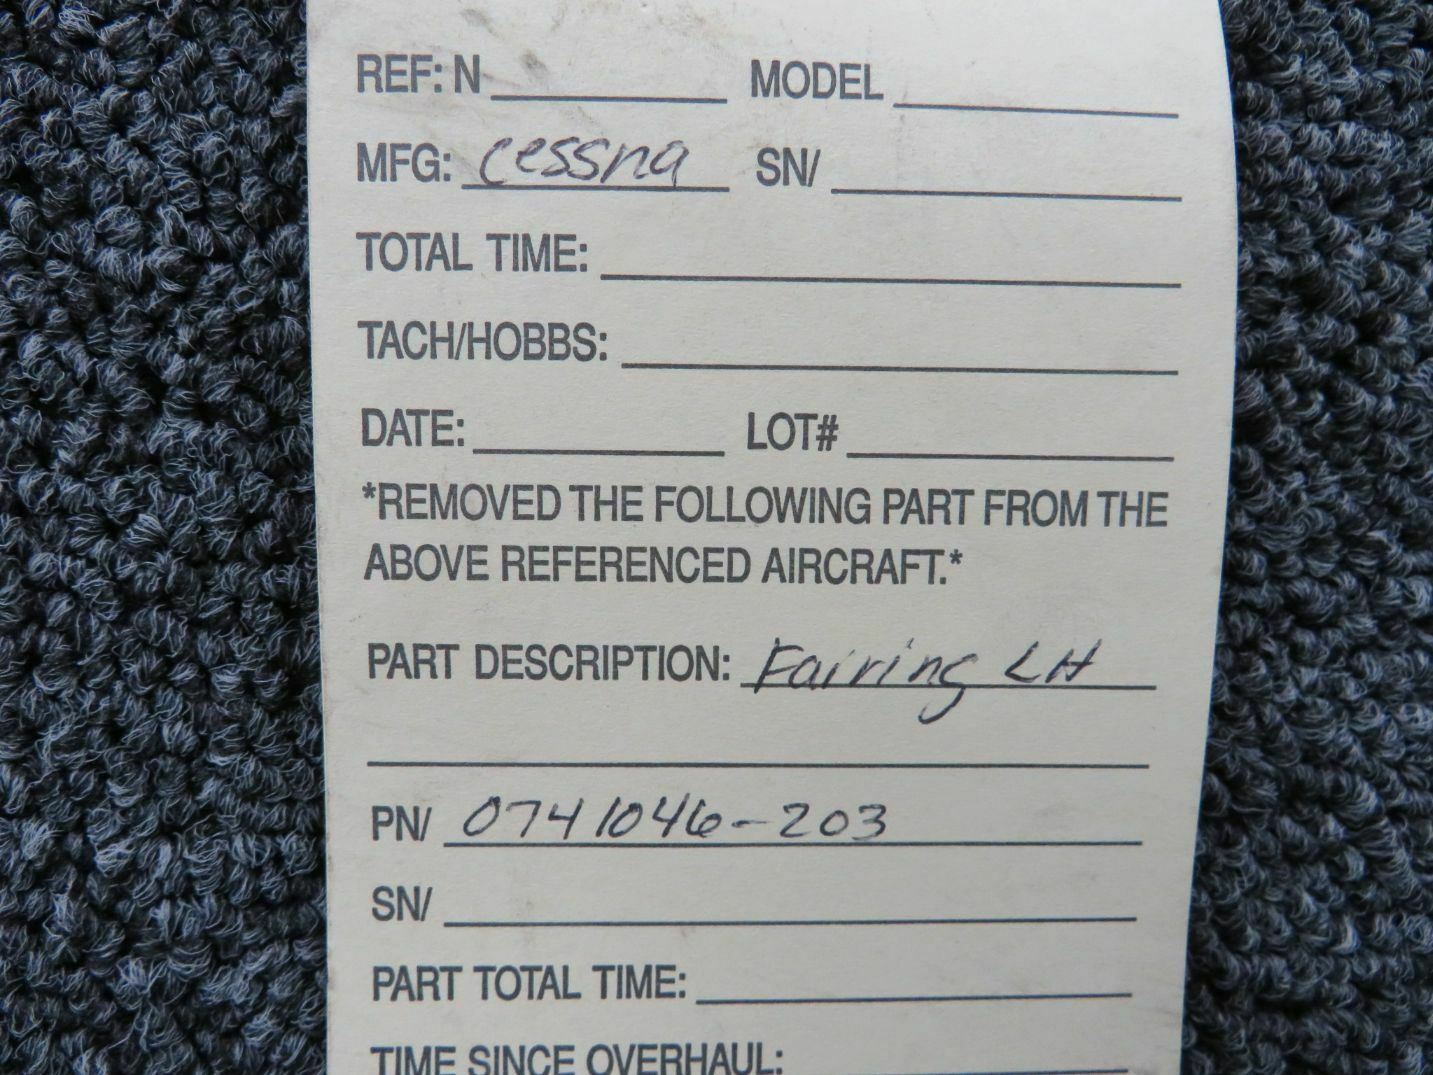 REF: N MODEL
MFG: Cessna SN/
TOTAL TIME:
TACH/HOBBS:
DATE: LOT#
*REMOVED THE FOLLOWING PART FROM THE
ABOVE REFERENCED AIRCRAFT.*
PART DESCRIPTION: Fairing LH
PN/ 0741046-203
SN/
PART TOTAL TIME:
TIME SINCE OVERHAUL: